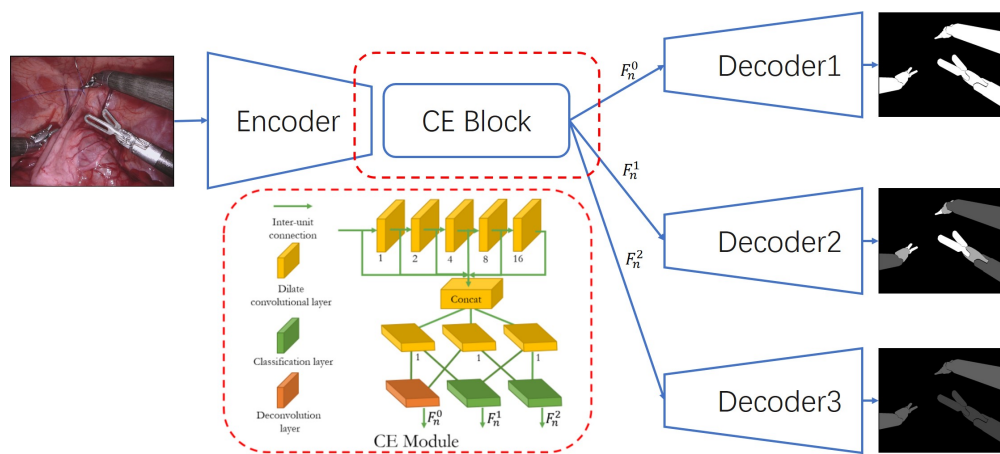 Encoder
CE Block
F_n^0
F_n^1
F_n^2
Decoder1
Decoder2
Decoder3
Inter-unit
connection
Dilate
convolutional layer
Classification layer
Deconvolution
layer
1 2 4 8 16
Concat
1 1 1
F_n^0 F_n^1 F_n^2
CE Module